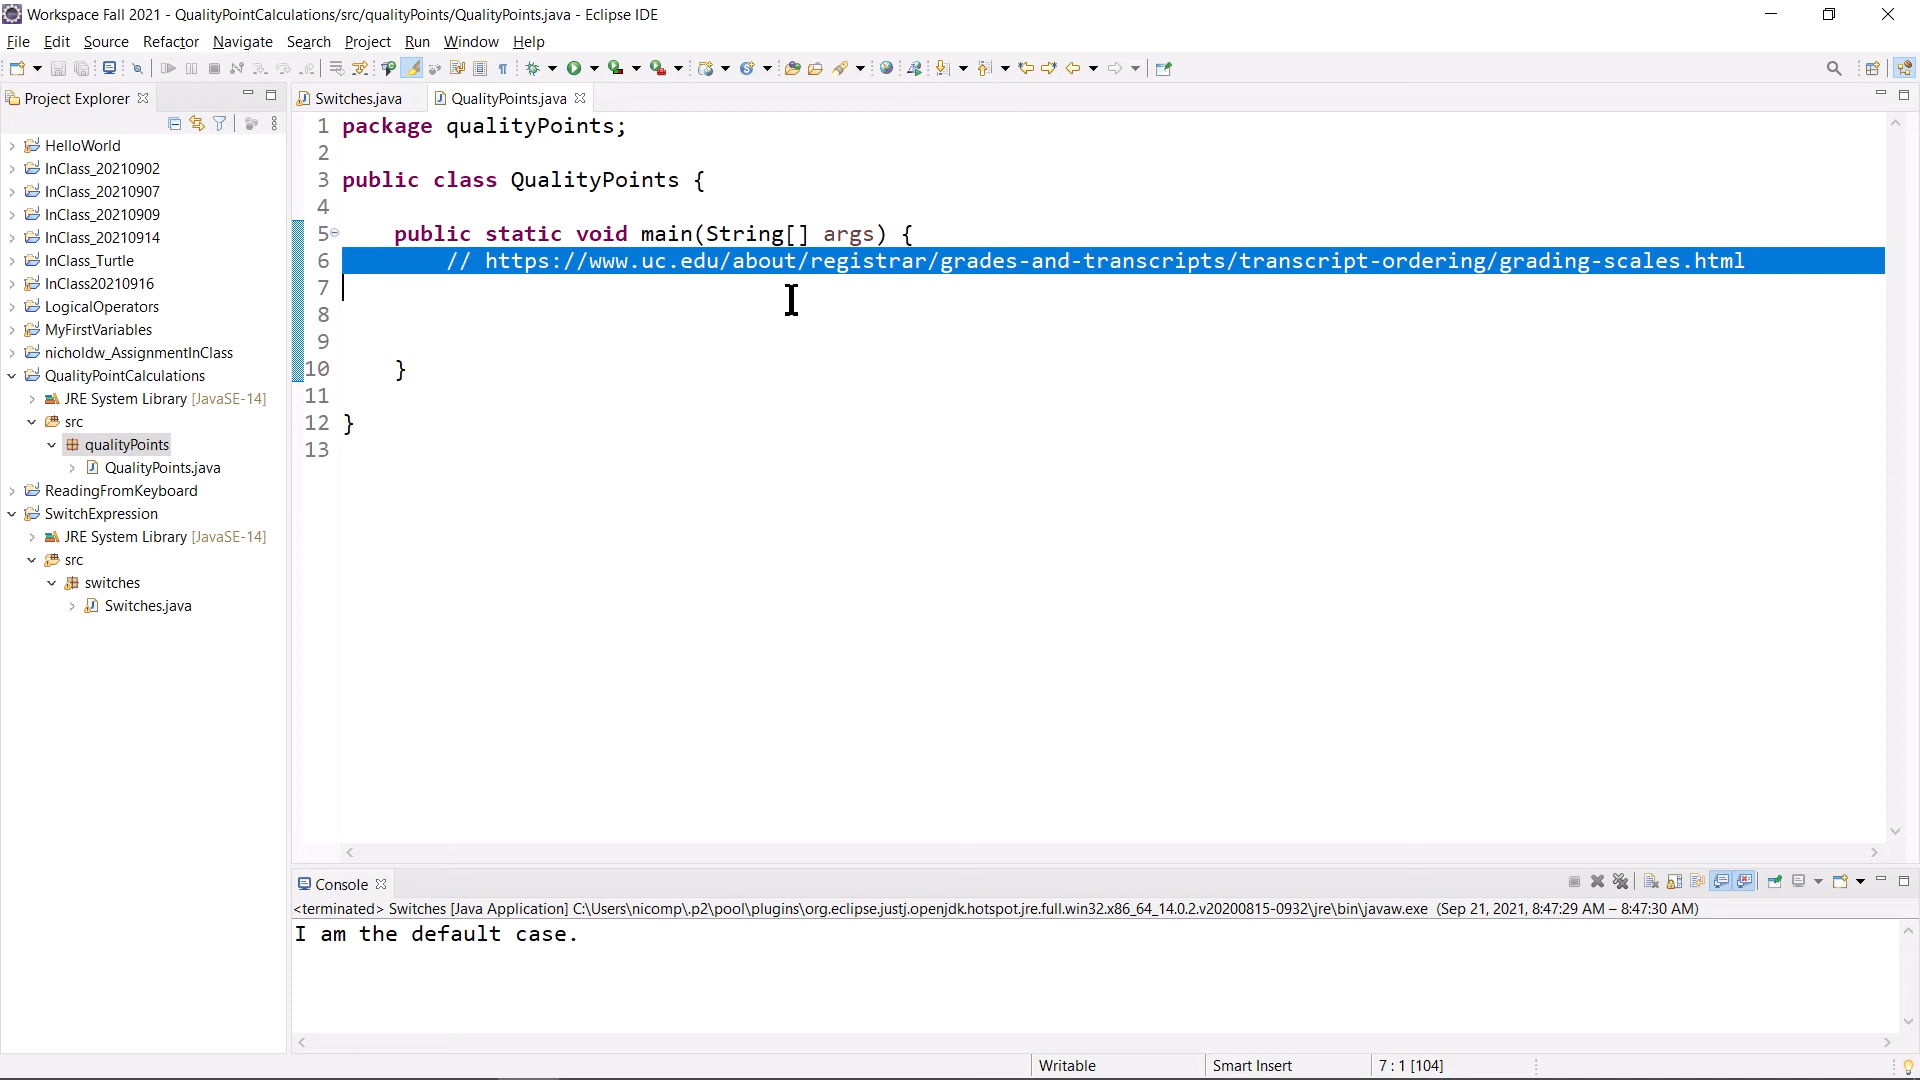 Workspace Fall 2021 - QualityPointCalculations/src/qualityPoints/QualityPoints.java - Eclipse IDE
File Edit Source Refactor Navigate Search Project Run Window Help
Project Explorer
HelloWorld
InClass_20210902
InClass_20210907
InClass_20210909
InClass_20210914
InClass_Turtle
InClass20210916
LogicalOperators
MyFirstVariables
nicholdw_AssignmentInClass
QualityPointCalculations
JRE System Library [JavaSE-14]
src
qualityPoints
QualityPoints.java
ReadingFromKeyboard
SwitchExpression
JRE System Library [JavaSE-14]
src
switches
Switches.java
Switches.java QualityPoints.java
1 package qualityPoints;
2
3 public class QualityPoints {
4
5 public static void main(String[] args) {
6 // https://www.uc.edu/about/registrar/grades-and-transcripts/transcript-ordering/grading-scales.html
7
8
9
10 }
11
12 }
13
Console
<terminated> Switches [Java Application] C:\Users\nicomp\.p2\pool\plugins\org.eclipse.justj.openjdk.hotspot.jre.full.win32.x86_64_14.0.2.v20200815-0932\jre\bin\javaw.exe (Sep 21, 2021, 8:47:29 AM – 8:47:30 AM)
I am the default case.
Writable Smart Insert 7 : 1 [104]